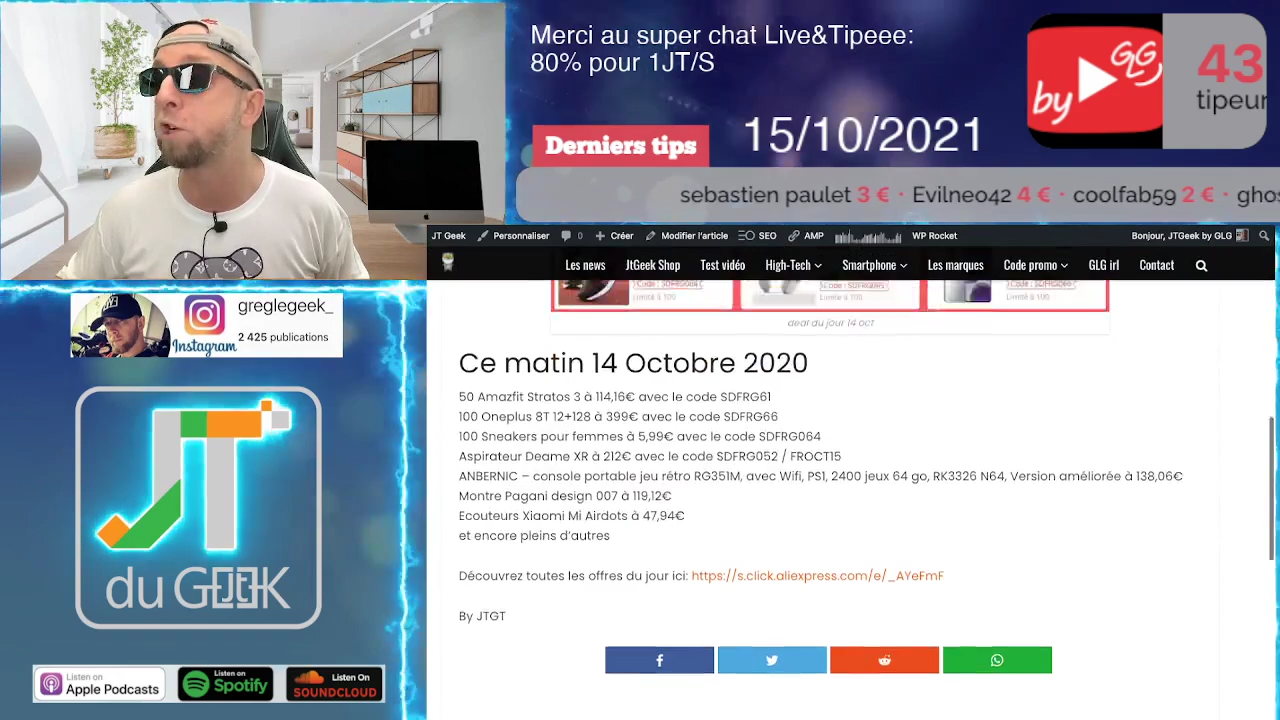 Merci au super chat Live&Tipeee:
80% pour 1JT/S
by GLG
43
tipeur
Derniers tips
15/10/2021
sebastien paulet 3 € · Evilneo42 4 € · coolfab59 2 € · ghos
JT Geek Personnaliser 0 Créer Modifier l'article SEO AMP WP Rocket Bonjour, JTGeek by GLG
Les news JtGeek Shop Test vidéo High-Tech Smartphone Les marques Code promo GLG irl Contact
Limité à 100
Limité à 100
deal du jour 14 oct
greglegeek_
2 425 publications
Instagram
Ce matin 14 Octobre 2020
50 Amazfit Stratos 3 à 114,16€ avec le code SDFRG61
100 Oneplus 8T 12+128 à 399€ avec le code SDFRG66
100 Sneakers pour femmes à 5,99€ avec le code SDFRG064
Aspirateur Deame XR à 212€ avec le code SDFRG052 / FROCT15
ANBERNIC – console portable jeu rétro RG351M, avec Wifi, PS1, 2400 jeux 64 go, RK3326 N64, Version améliorée à 138,06€
Montre Pagani design 007 à 119,12€
Ecouteurs Xiaomi Mi Airdots à 47,94€
et encore pleins d'autres
Découvrez toutes les offres du jour ici: https://s.click.aliexpress.com/e/_AYeFmF
By JTGT
JT
du GEEK
Listen on
Apple Podcasts
Listen on
Spotify
Listen On
SOUNDCLOUD